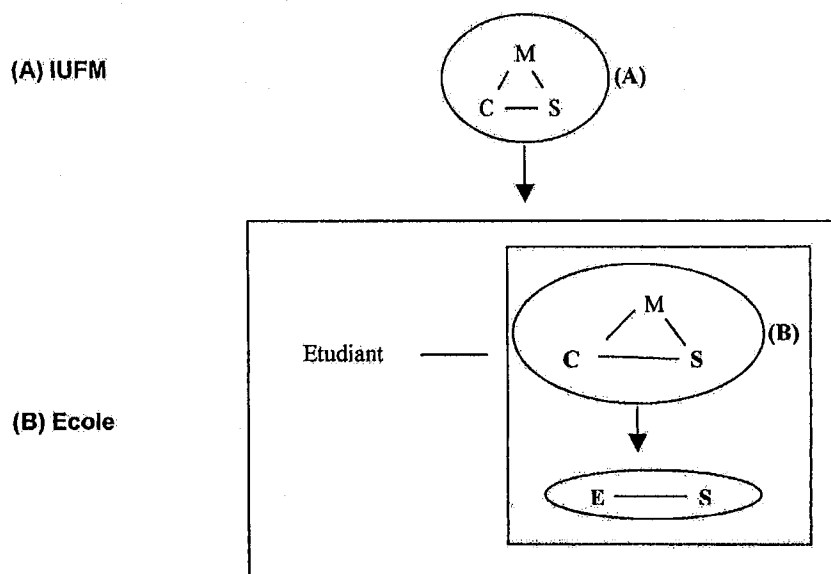 (A) IUFM
M
(A)
C S
Etudiant
M
(B)
C S
(B) Ecole
E S